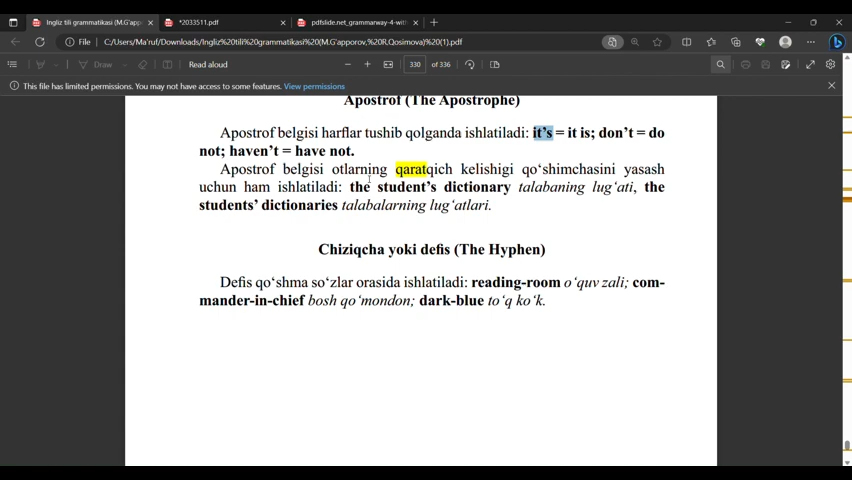 Ingliz tili grammatikasi (M.G'appo
*2033511.pdf
pdfslide.net_grammarway-4-with
File
C:/Users/Ma'ruf/Downloads/Ingliz%20tili%20grammatikasi%20(M.G'apporov,%20R.Qosimova)%20(1).pdf
Draw
Read aloud
330
of 336
This file has limited permissions. You may not have access to some features. View permissions
Apostrof (The Apostrophe)
Apostrof belgisi harflar tushib qolganda ishlatiladi: it’s = it is; don’t = do
not; haven’t = have not.
Apostrof belgisi otlarning qaratqich kelishigi qo‘shimchasini yasash
uchun ham ishlatiladi: the student’s dictionary talabaning lug‘ati, the
students’ dictionaries talabalarning lug‘atlari.
Chiziqcha yoki defis (The Hyphen)
Defis qo‘shma so‘zlar orasida ishlatiladi: reading-room o‘quv zali; com-
mander-in-chief bosh qo‘mondon; dark-blue to‘q ko‘k.